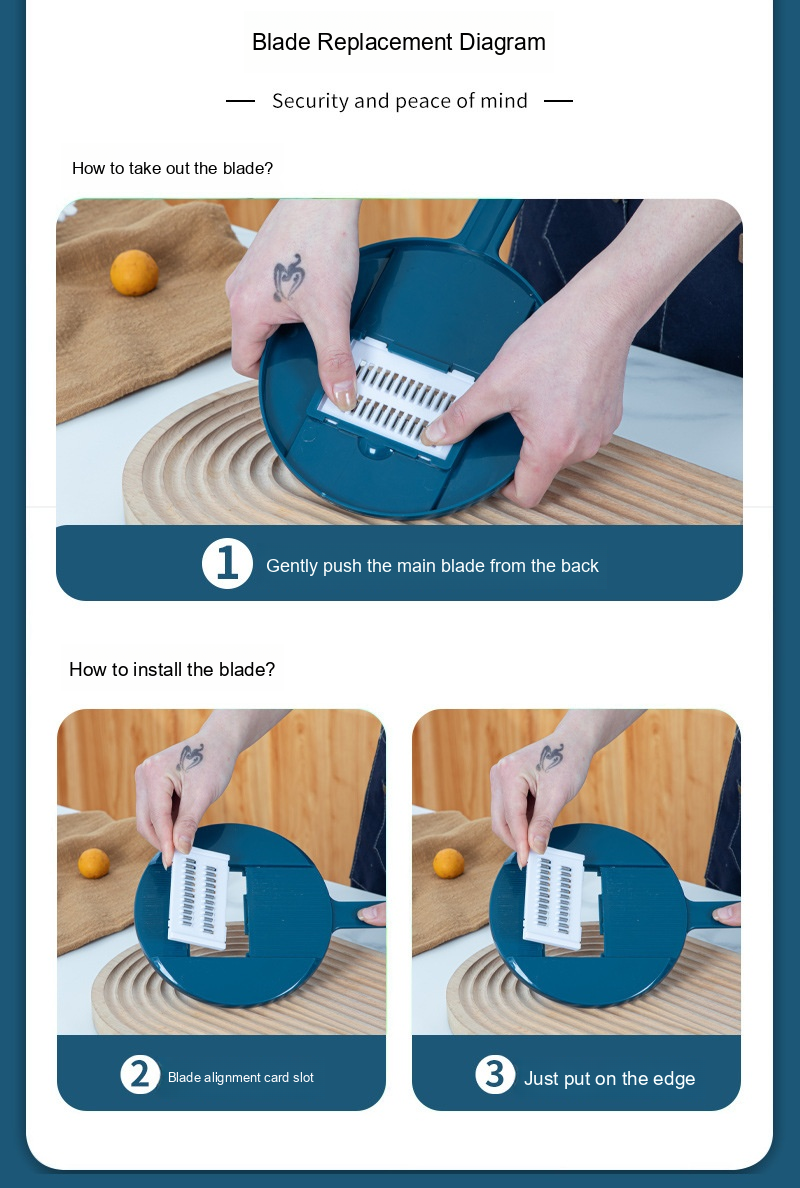 Blade Replacement Diagram
Security and peace of mind
How to take out the blade?
1 Gently push the main blade from the back
How to install the blade?
2 Blade alignment card slot
3 Just put on the edge